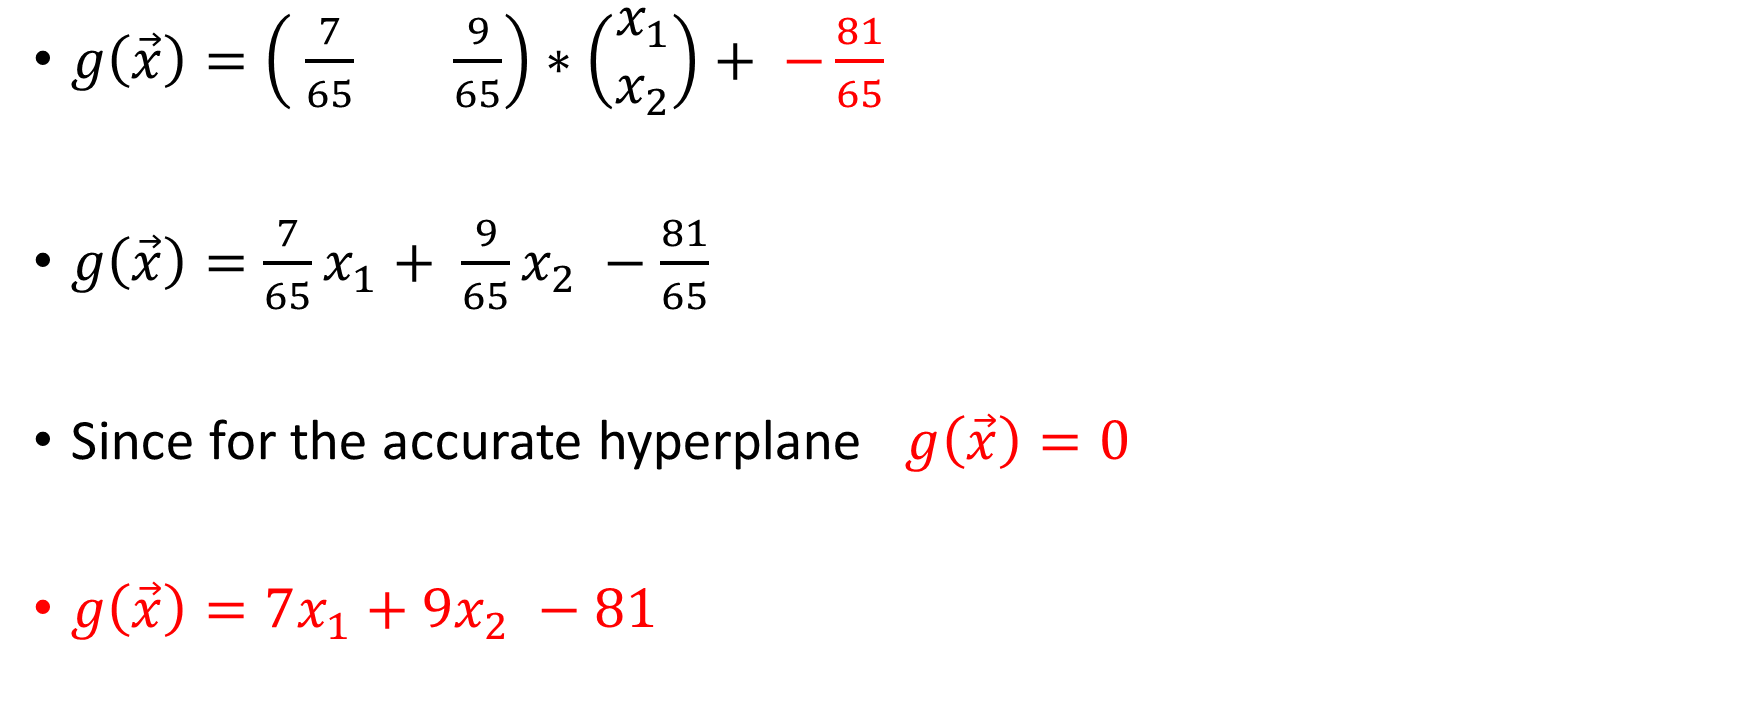 • g(x⃗) = (7/65 9/65) * (x₁ x₂) + −81/65
• g(x⃗) = 7/65 x₁ + 9/65 x₂ − 81/65
• Since for the accurate hyperplane g(x⃗) = 0
• g(x⃗) = 7x₁ + 9x₂ − 81